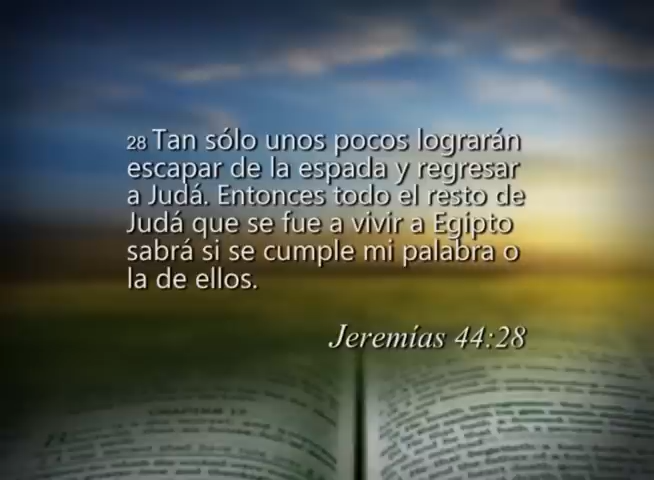 28 Tan sólo unos pocos lograrán
escapar de la espada y regresar
a Judá. Entonces todo el resto de
Judá que se fue a vivir a Egipto
sabrá si se cumple mi palabra o
la de ellos.
Jeremías 44:28